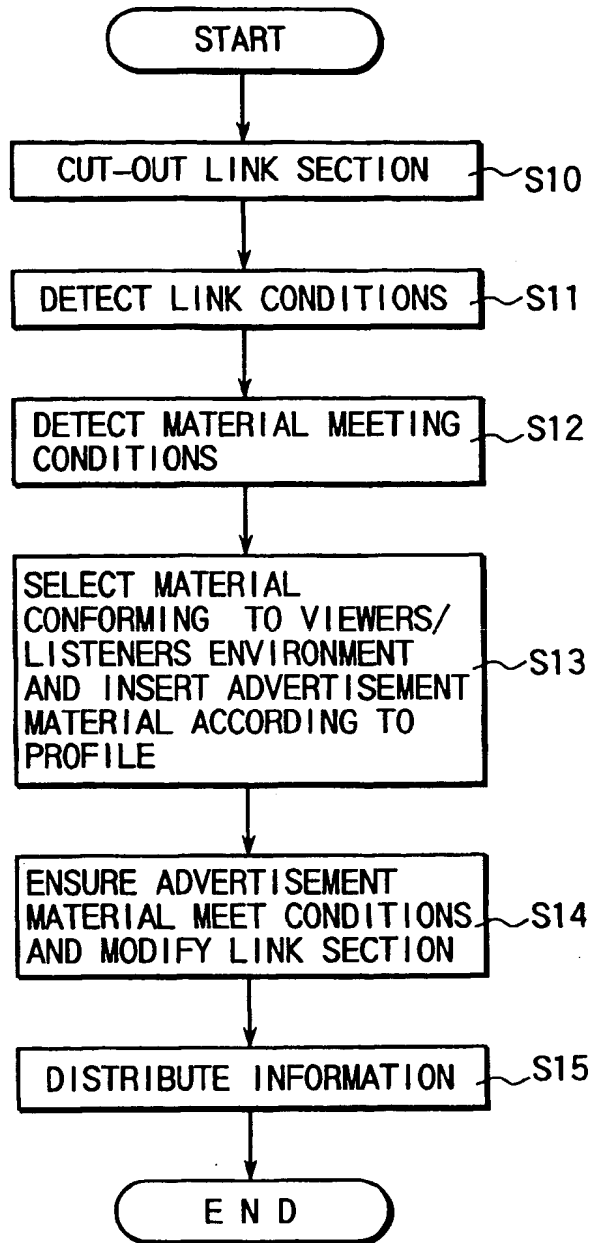 START
CUT-OUT LINK SECTION
S10
DETECT LINK CONDITIONS
S11
DETECT MATERIAL MEETING
CONDITIONS
S12
SELECT MATERIAL
CONFORMING TO VIEWERS/
LISTENERS ENVIRONMENT
AND INSERT ADVERTISEMENT
MATERIAL ACCORDING TO
PROFILE
S13
ENSURE ADVERTISEMENT
MATERIAL MEET CONDITIONS
AND MODIFY LINK SECTION
S14
DISTRIBUTE INFORMATION
S15
END